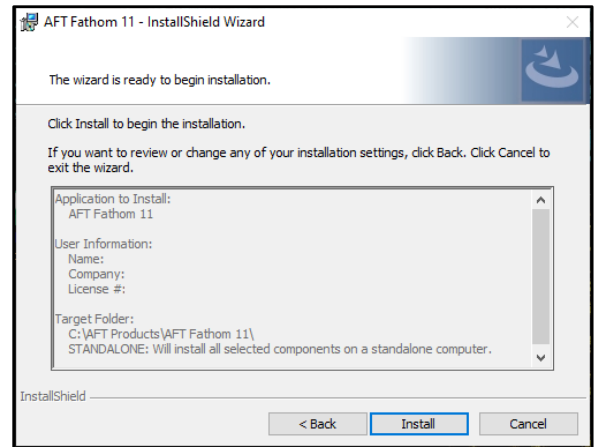 AFT Fathom 11 - InstallShield Wizard
The wizard is ready to begin installation.
Click Install to begin the installation.
If you want to review or change any of your installation settings, click Back. Click Cancel to
exit the wizard.
Application to Install:
AFT Fathom 11
User Information:
Name:
Company:
License #:
Target Folder:
C:\AFT Products\AFT Fathom 11\
STANDALONE: Will install all selected components on a standalone computer.
InstallShield
< Back
Install
Cancel